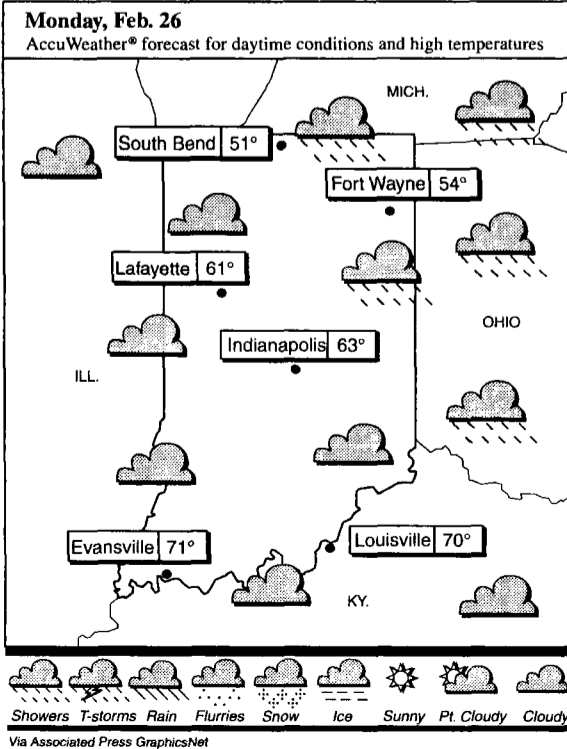 Monday, Feb. 26
AccuWeather® forecast for daytime conditions and high temperatures
MICH.
South Bend 51°
Fort Wayne 54°
Lafayette 61°
OHIO
Indianapolis 63°
ILL.
Evansville 71°
Louisville 70°
KY.
Showers T-storms Rain Flurries Snow Ice Sunny Pt. Cloudy Cloudy
Via Associated Press GraphicsNet